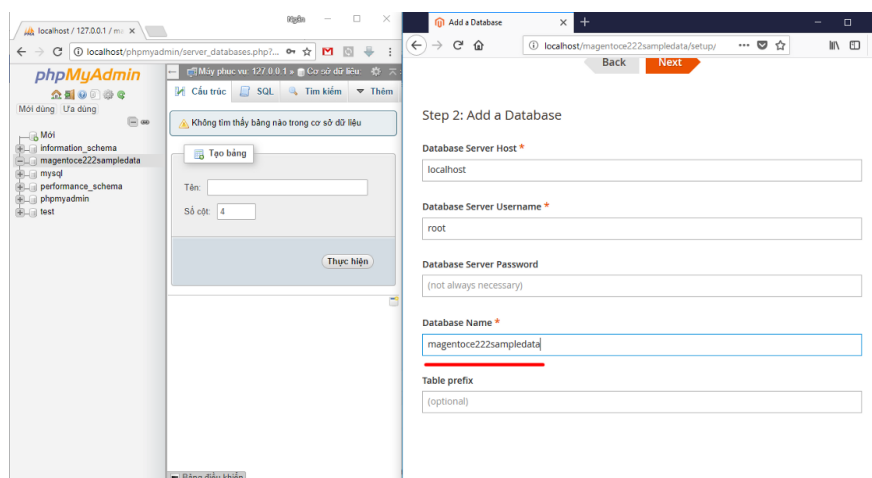 localhost / 127.0.0.1 / ma
Ngôn
localhost/phpmyadmin/server_databases.php?...
phpMyAdmin
Mới dùng Ưa dùng
Mới
information_schema
magentoce222sampledata
mysql
performance_schema
phpmyadmin
test
Máy phục vụ: 127.0.0.1 » Cơ sở dữ liệu:
Cấu trúc SQL Tìm kiếm Thêm
Không tìm thấy bảng nào trong cơ sở dữ liệu
Tạo bảng
Tên:
Số cột: 4
Thực hiện
Bảng điều khiển
Add a Database
localhost/magentoce222sampledata/setup/
Back Next
Step 2: Add a Database
Database Server Host *
localhost
Database Server Username *
root
Database Server Password
(not always necessary)
Database Name *
magentoce222sampledata
Table prefix
(optional)